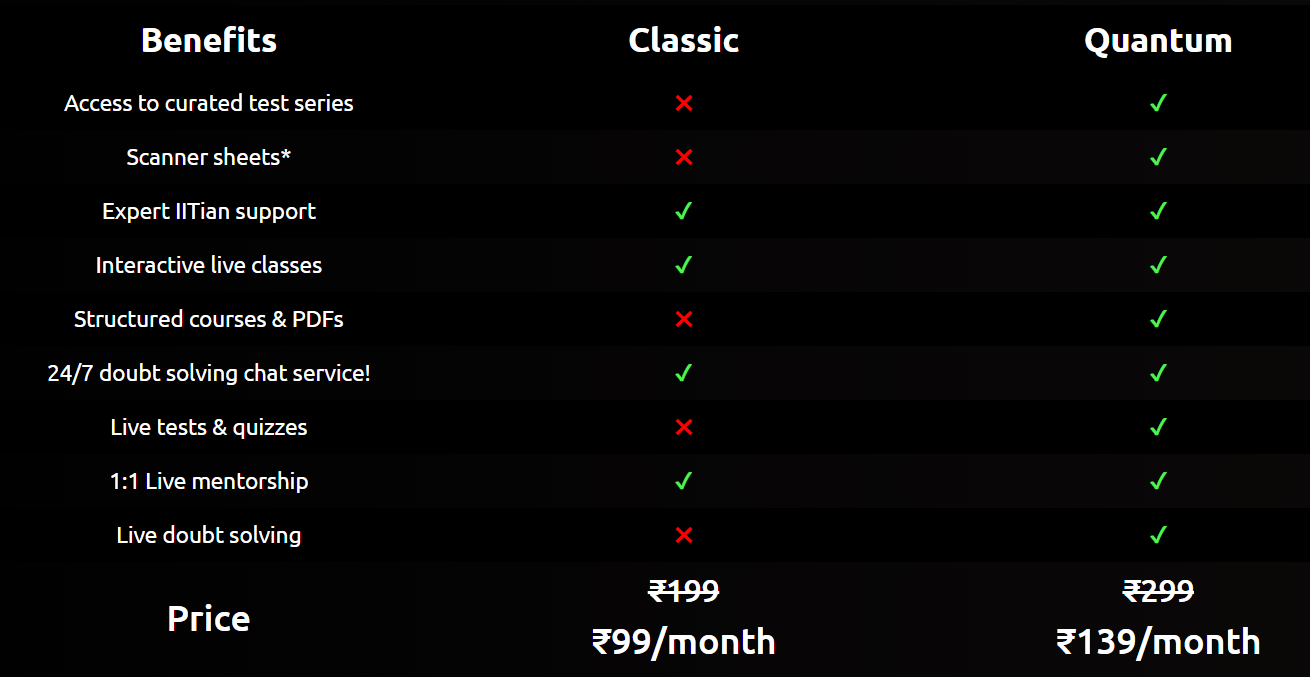 Benefits Classic Quantum
Access to curated test series ✕ ✓
Scanner sheets* ✕ ✓
Expert IITian support ✓ ✓
Interactive live classes ✓ ✓
Structured courses & PDFs ✕ ✓
24/7 doubt solving chat service! ✓ ✓
Live tests & quizzes ✕ ✓
1:1 Live mentorship ✓ ✓
Live doubt solving ✕ ✓
Price
₹199 ₹299
₹99/month ₹139/month